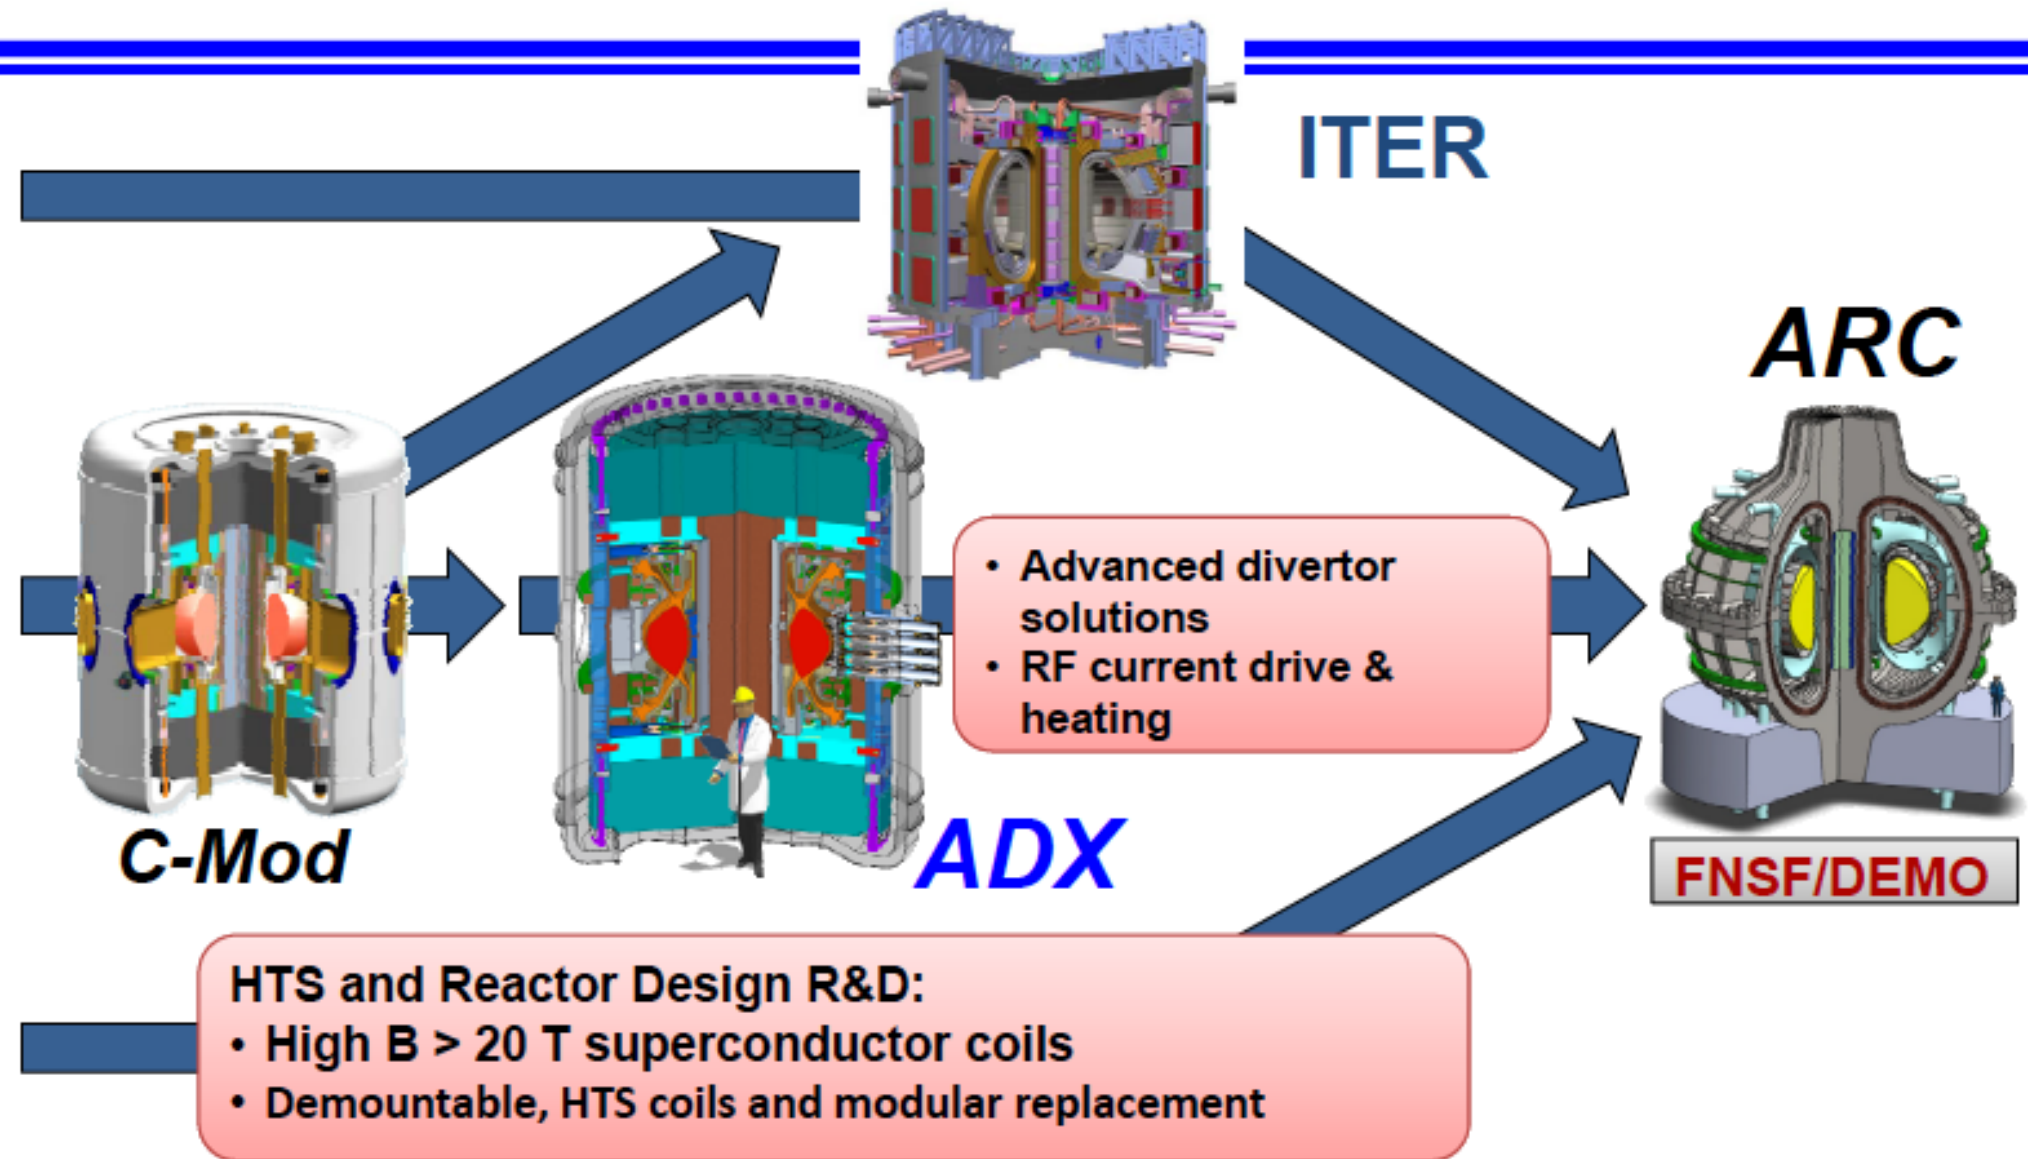 ITER
ARC
• Advanced divertor
solutions
• RF current drive &
heating
C-Mod
ADX
FNSF/DEMO
HTS and Reactor Design R&D:
• High B > 20 T superconductor coils
• Demountable, HTS coils and modular replacement